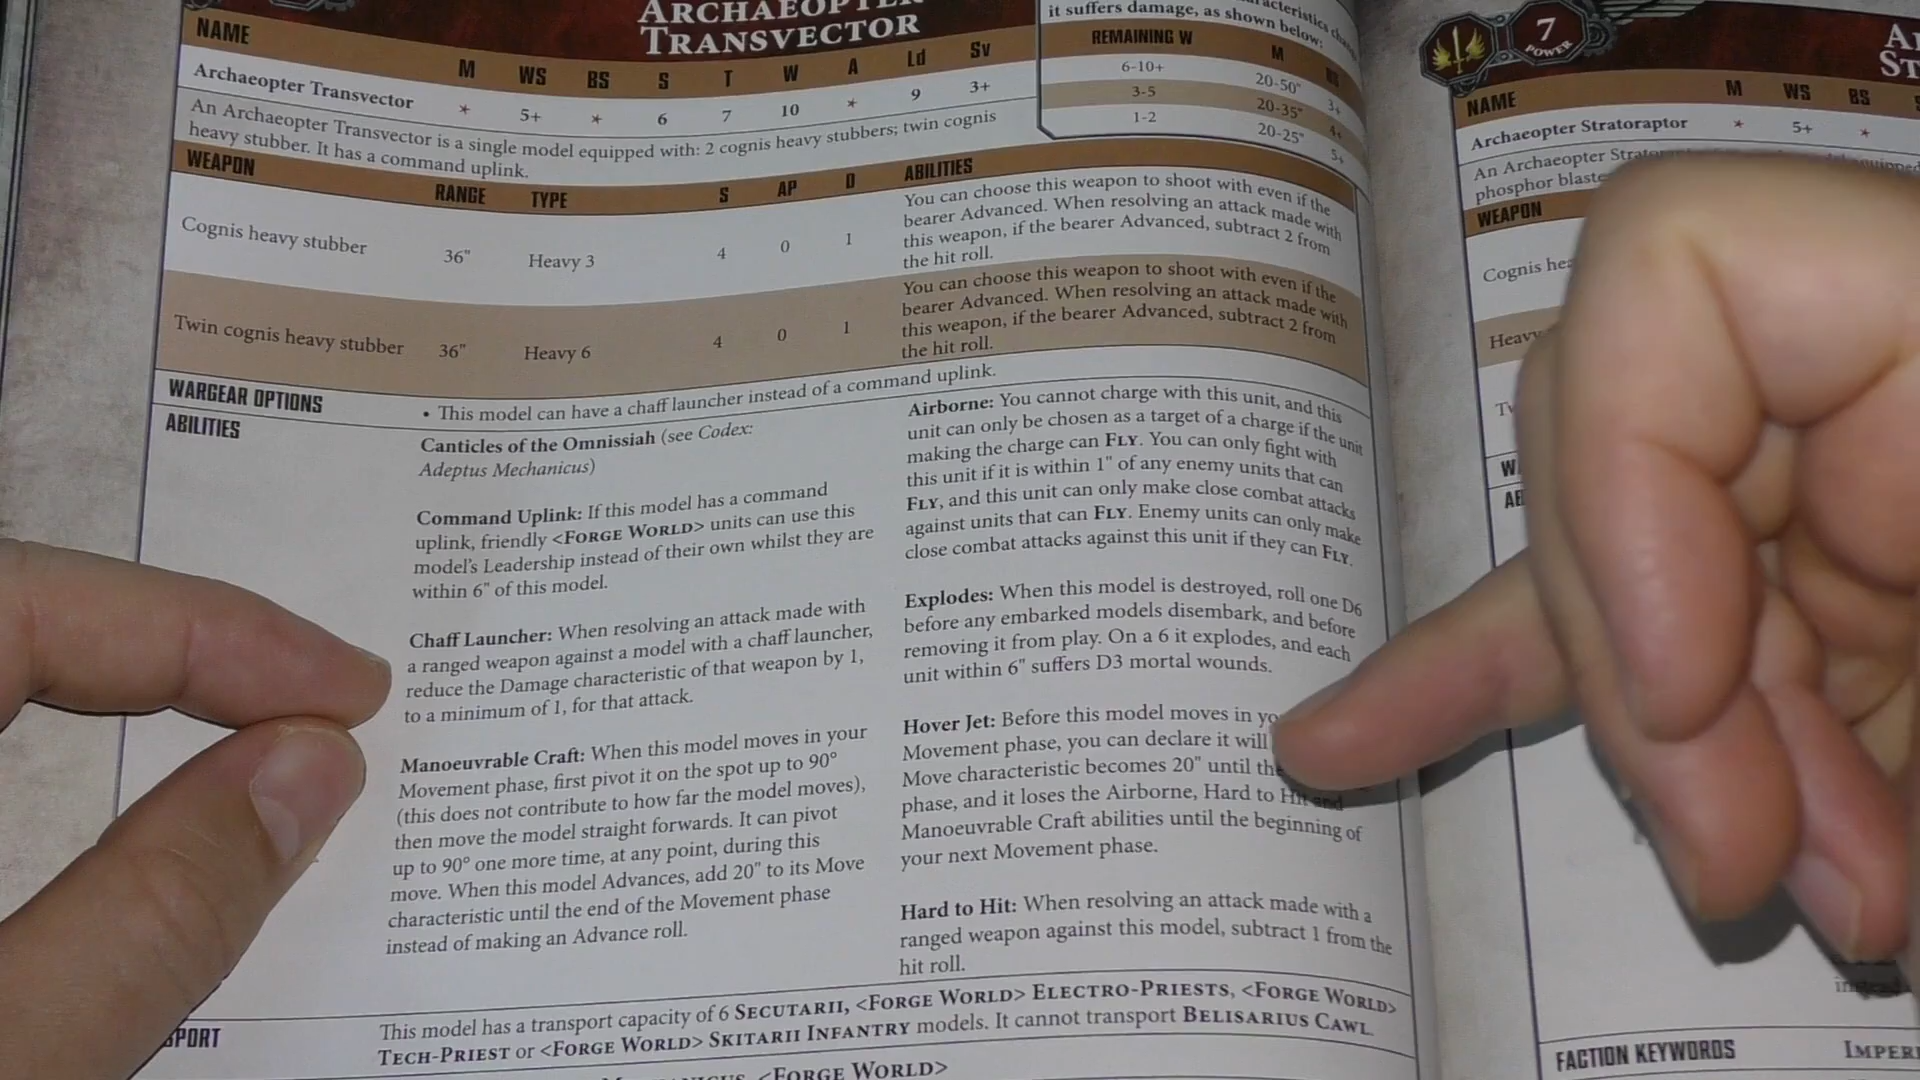 ARCHAEOPTER
TRANSVECTOR
NAME M WS BS S T W A Ld Sv
Archaeopter Transvector * 5+ * 6 7 10 * 9 3+
An Archaeopter Transvector is a single model equipped with: 2 cognis heavy stubbers; twin cognis
heavy stubber. It has a command uplink.
it suffers damage, as shown below:
REMAINING W M BS
6-10+ 20-50" 3+
3-5 20-35" 4+
1-2 20-25" 5+
WEAPON RANGE TYPE S AP D ABILITIES
Cognis heavy stubber 36" Heavy 3 4 0 1
You can choose this weapon to shoot with even if the
bearer Advanced. When resolving an attack made with
this weapon, if the bearer Advanced, subtract 2 from
the hit roll.
Twin cognis heavy stubber 36" Heavy 6 4 0 1
You can choose this weapon to shoot with even if the
bearer Advanced. When resolving an attack made with
this weapon, if the bearer Advanced, subtract 2 from
the hit roll.
WARGEAR OPTIONS • This model can have a chaff launcher instead of a command uplink.
ABILITIES
Canticles of the Omnissiah (see Codex:
Adeptus Mechanicus)
Command Uplink: If this model has a command
uplink, friendly <FORGE WORLD> units can use this
model's Leadership instead of their own whilst they are
within 6" of this model.
Chaff Launcher: When resolving an attack made with
a ranged weapon against a model with a chaff launcher,
reduce the Damage characteristic of that weapon by 1,
to a minimum of 1, for that attack.
Manoeuvrable Craft: When this model moves in your
Movement phase, first pivot it on the spot up to 90°
(this does not contribute to how far the model moves),
then move the model straight forwards. It can pivot
up to 90° one more time, at any point, during this
move. When this model Advances, add 20" to its Move
characteristic until the end of the Movement phase
instead of making an Advance roll.
Airborne: You cannot charge with this unit, and this
unit can only be chosen as a target of a charge if the unit
making the charge can FLY. You can only fight with
this unit if it is within 1" of any enemy units that can
FLY, and this unit can only make close combat attacks
against units that can FLY. Enemy units can only make
close combat attacks against this unit if they can FLY.
Explodes: When this model is destroyed, roll one D6
before any embarked models disembark, and before
removing it from play. On a 6 it explodes, and each
unit within 6" suffers D3 mortal wounds.
Hover Jet: Before this model moves in
Movement phase, you can declare it will
Move characteristic becomes 20" until
phase, and it loses the Airborne, Hard to Hit and
Manoeuvrable Craft abilities until the beginning of
your next Movement phase.
Hard to Hit: When resolving an attack made with a
ranged weapon against this model, subtract 1 from the
hit roll.
This model has a transport capacity of 6 SECUTARII, <FORGE WORLD> ELECTRO-PRIESTS, <FORGE WORLD>
TECH-PRIEST or <FORGE WORLD> SKITARII INFANTRY models. It cannot transport BELISARIUS CAWL.
<FORGE WORLD>
7
POWER
NAME M WS BS
Archaeopter Stratoraptor * 5+ *
An Archaeopter
phosphor
WEAPON
Cognis
FACTION KEYWORDS